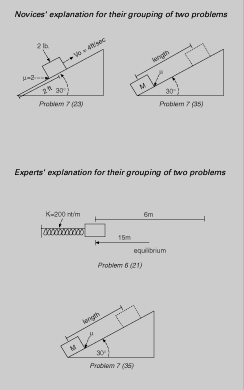 Novices' explanation for their grouping of two problems
2 lb.
Vo = 4ft/sec
μ=.2
2 ft
30°
Problem 7 (23)
length
μ
M
30°
Problem 7 (35)
Experts' explanation for their grouping of two problems
K=200 nt/m
6m
15m
equilibrium
Problem 6 (21)
length
μ
M
30°
Problem 7 (35)